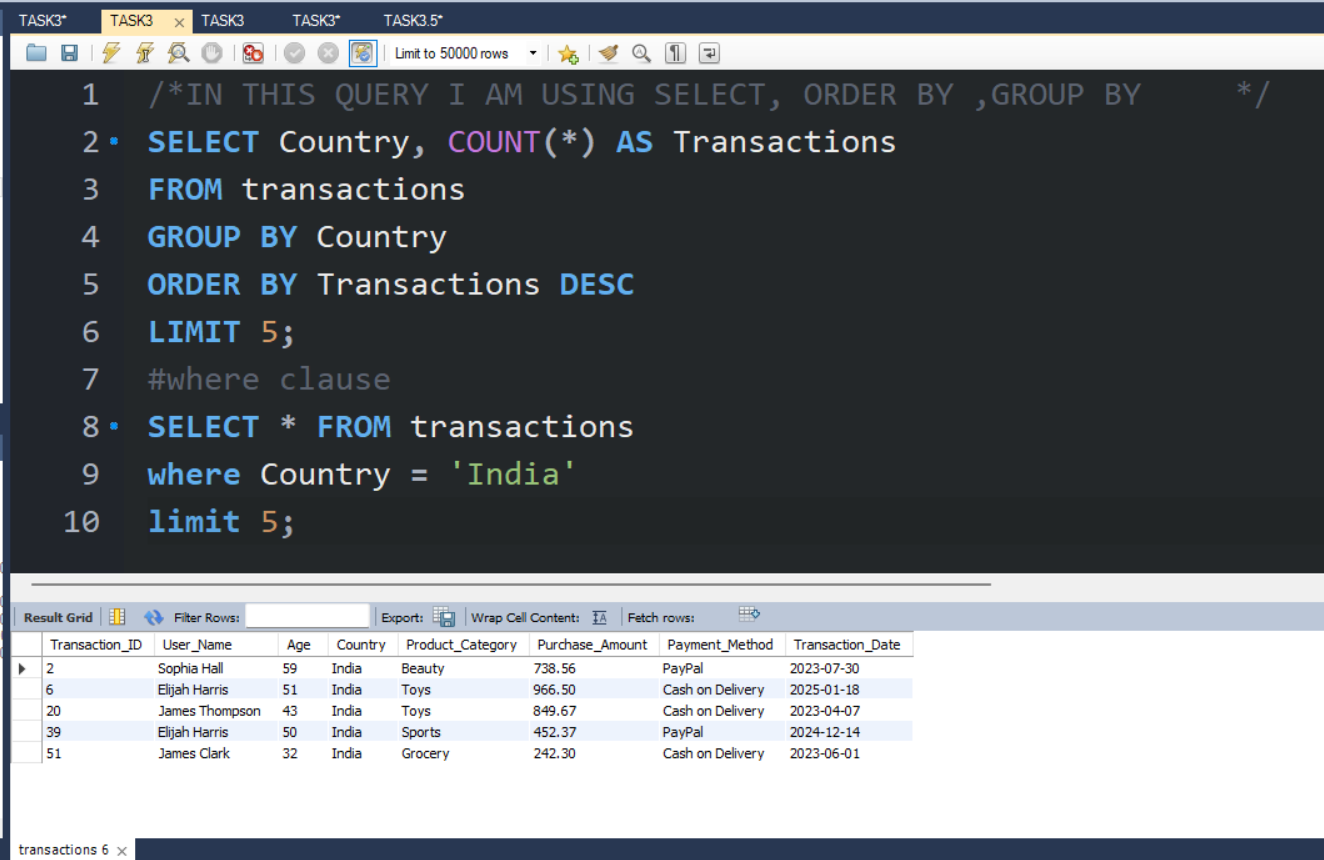 TASK3* TASK3 × TASK3 TASK3* TASK3.5*
Limit to 50000 rows
1 /*IN THIS QUERY I AM USING SELECT, ORDER BY ,GROUP BY */
2 SELECT Country, COUNT(*) AS Transactions
3 FROM transactions
4 GROUP BY Country
5 ORDER BY Transactions DESC
6 LIMIT 5;
7 #where clause
8 SELECT * FROM transactions
9 where Country = 'India'
10 limit 5;
Result Grid Filter Rows: Export: Wrap Cell Content: IA Fetch rows:
Transaction_ID User_Name Age Country Product_Category Purchase_Amount Payment_Method Transaction_Date
2 Sophia Hall 59 India Beauty 738.56 PayPal 2023-07-30
6 Elijah Harris 51 India Toys 966.50 Cash on Delivery 2025-01-18
20 James Thompson 43 India Toys 849.67 Cash on Delivery 2023-04-07
39 Elijah Harris 50 India Sports 452.37 PayPal 2024-12-14
51 James Clark 32 India Grocery 242.30 Cash on Delivery 2023-06-01
transactions 6 ×